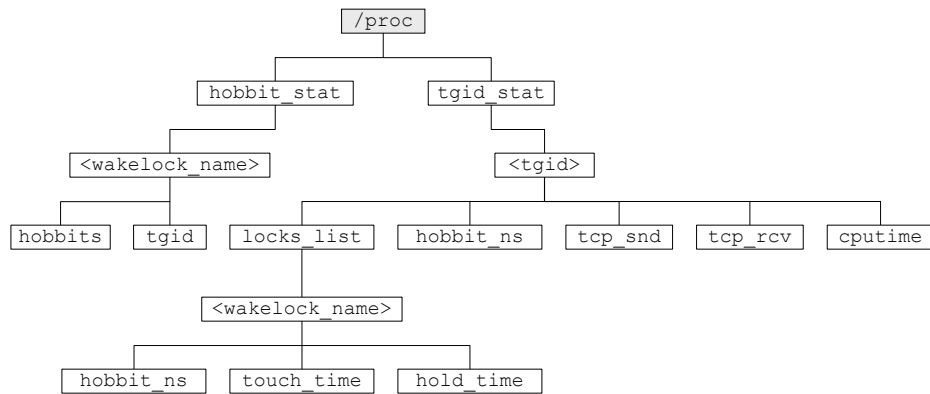 /proc
hobbit_stat tgid_stat
<wakelock_name> <tgid>
hobbits tgid locks_list hobbit_ns tcp_snd tcp_rcv cputime
<wakelock_name>
hobbit_ns touch_time hold_time